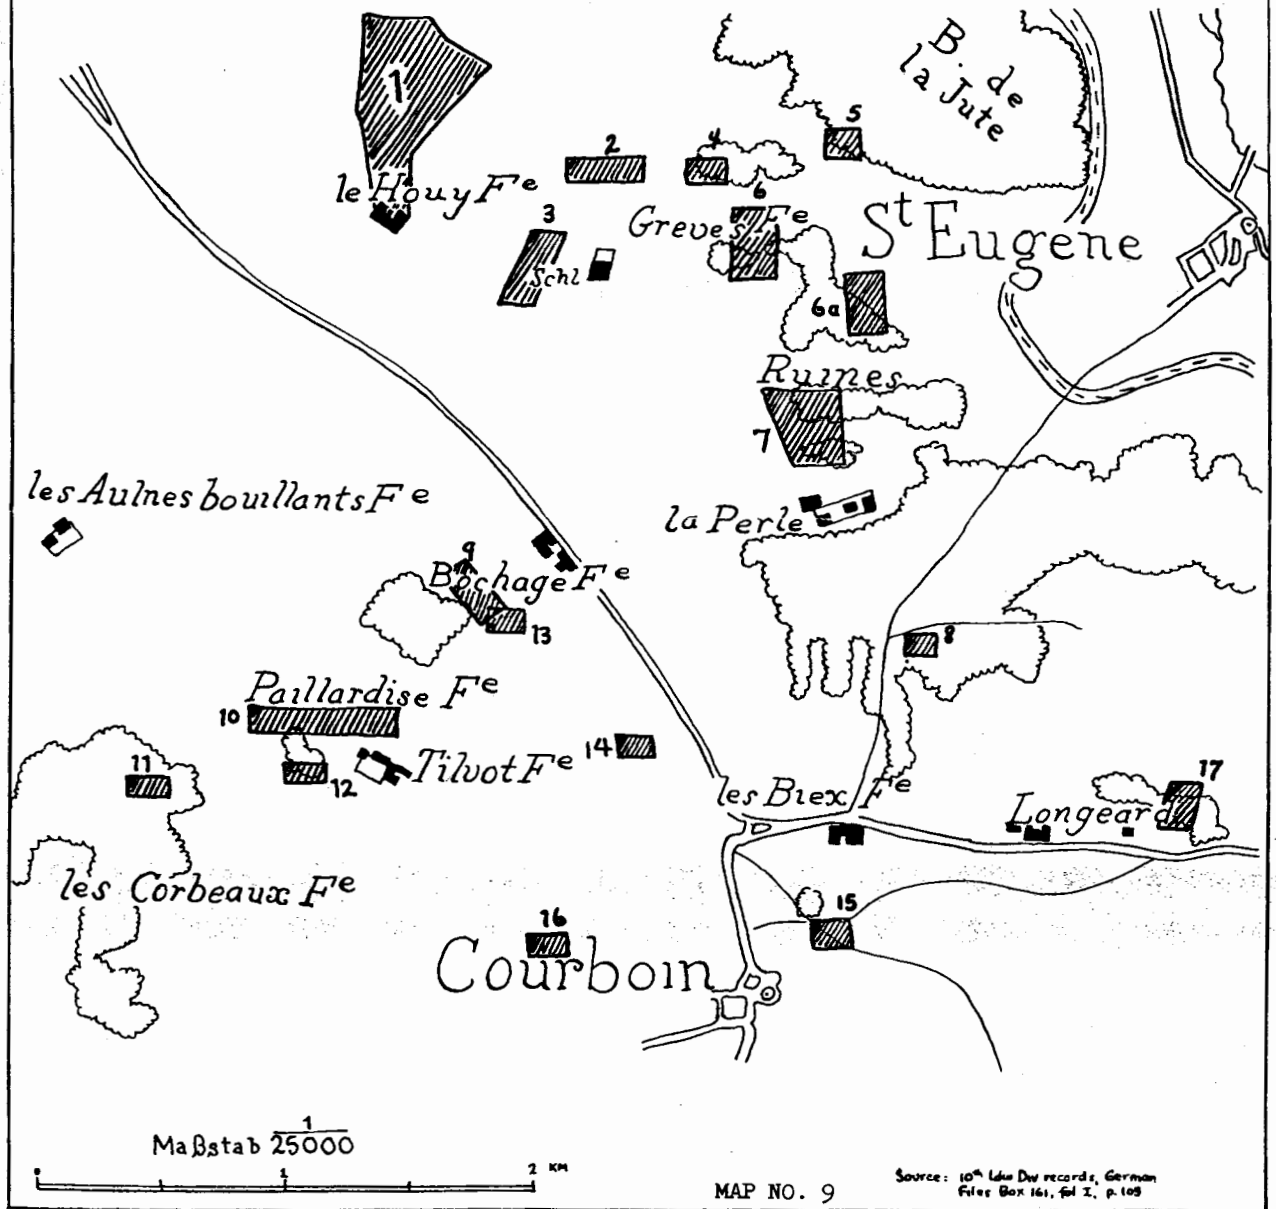 B. de
la Jute
1
2
4
5
le Houy Fe
6
3
Greves Fe
St Eugene
Schl
6a
Ruines
7
les Aulnes bouillants Fe
la Perle
9
Bochage Fe
13
8
Paillardise Fe
10
14
Tilvot Fe
11
12
les Biex Fe
17
Longeard
les Corbeaux Fe
15
16
Courboin
Maßstab 1/25000
0 1 2 KM
Source: 10th Ldw Div records, German
Files Box 161, fol I, p. 109
MAP NO. 9